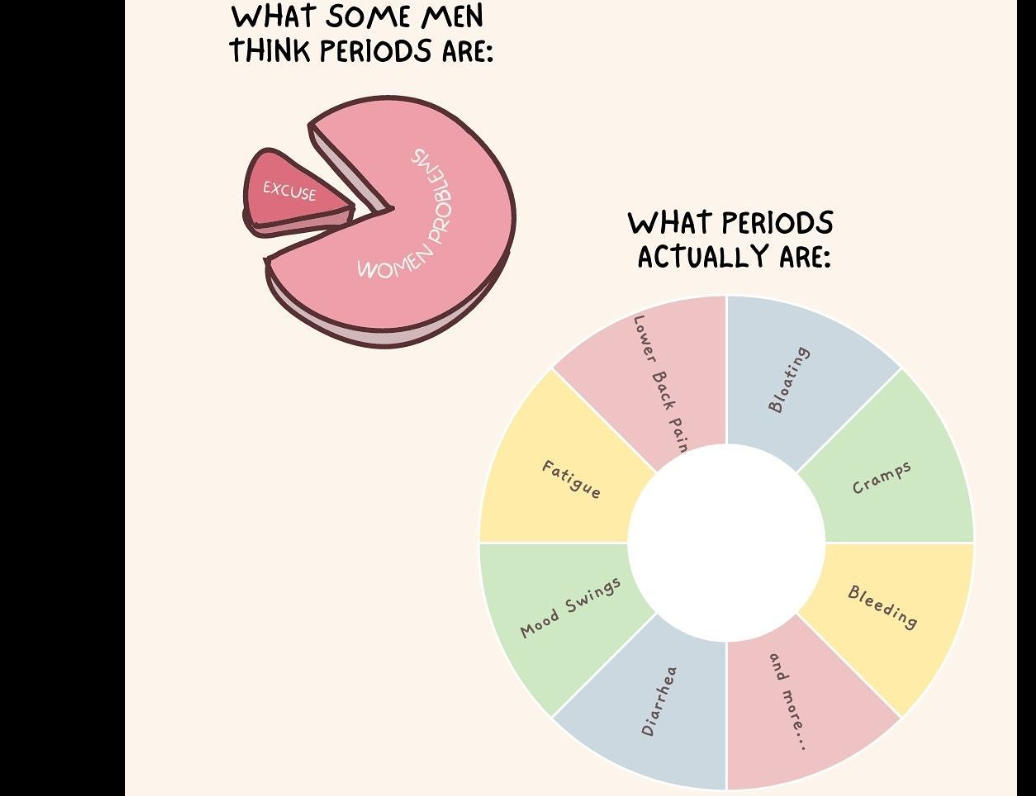 WHAT SOME MEN
THINK PERIODS ARE:
EXCUSE
WOMEN PROBLEMS
WHAT PERIODS
ACTUALLY ARE:
Bloating
Cramps
Bleeding
and more...
Diarrhea
Mood Swings
Fatigue
Lower Back Pain